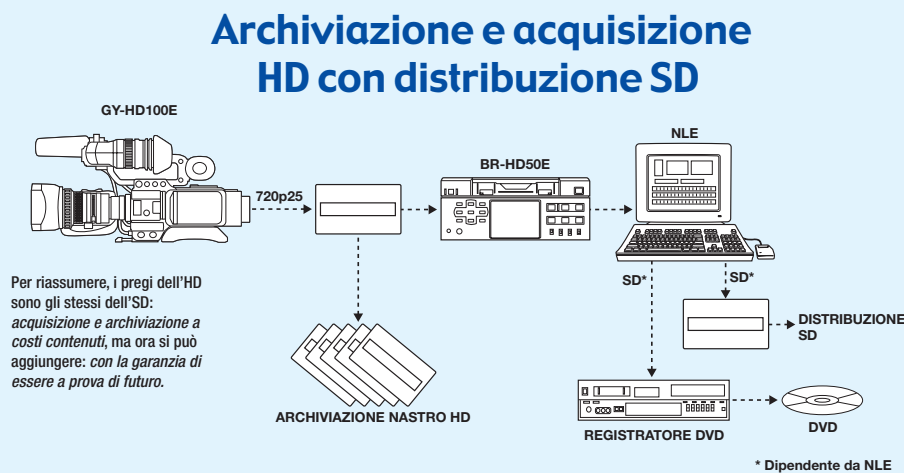 Archiviazione e acquisizione
HD con distribuzione SD
GY-HD100E
720p25
BR-HD50E
NLE
Per riassumere, i pregi dell'HD
sono gli stessi dell'SD:
acquisizione e archiviazione a
costi contenuti, ma ora si può
aggiungere: con la garanzia di
essere a prova di futuro.
SD*
SD*
DISTRIBUZIONE
SD
ARCHIVIAZIONE NASTRO HD
REGISTRATORE DVD
DVD
* Dipendente da NLE